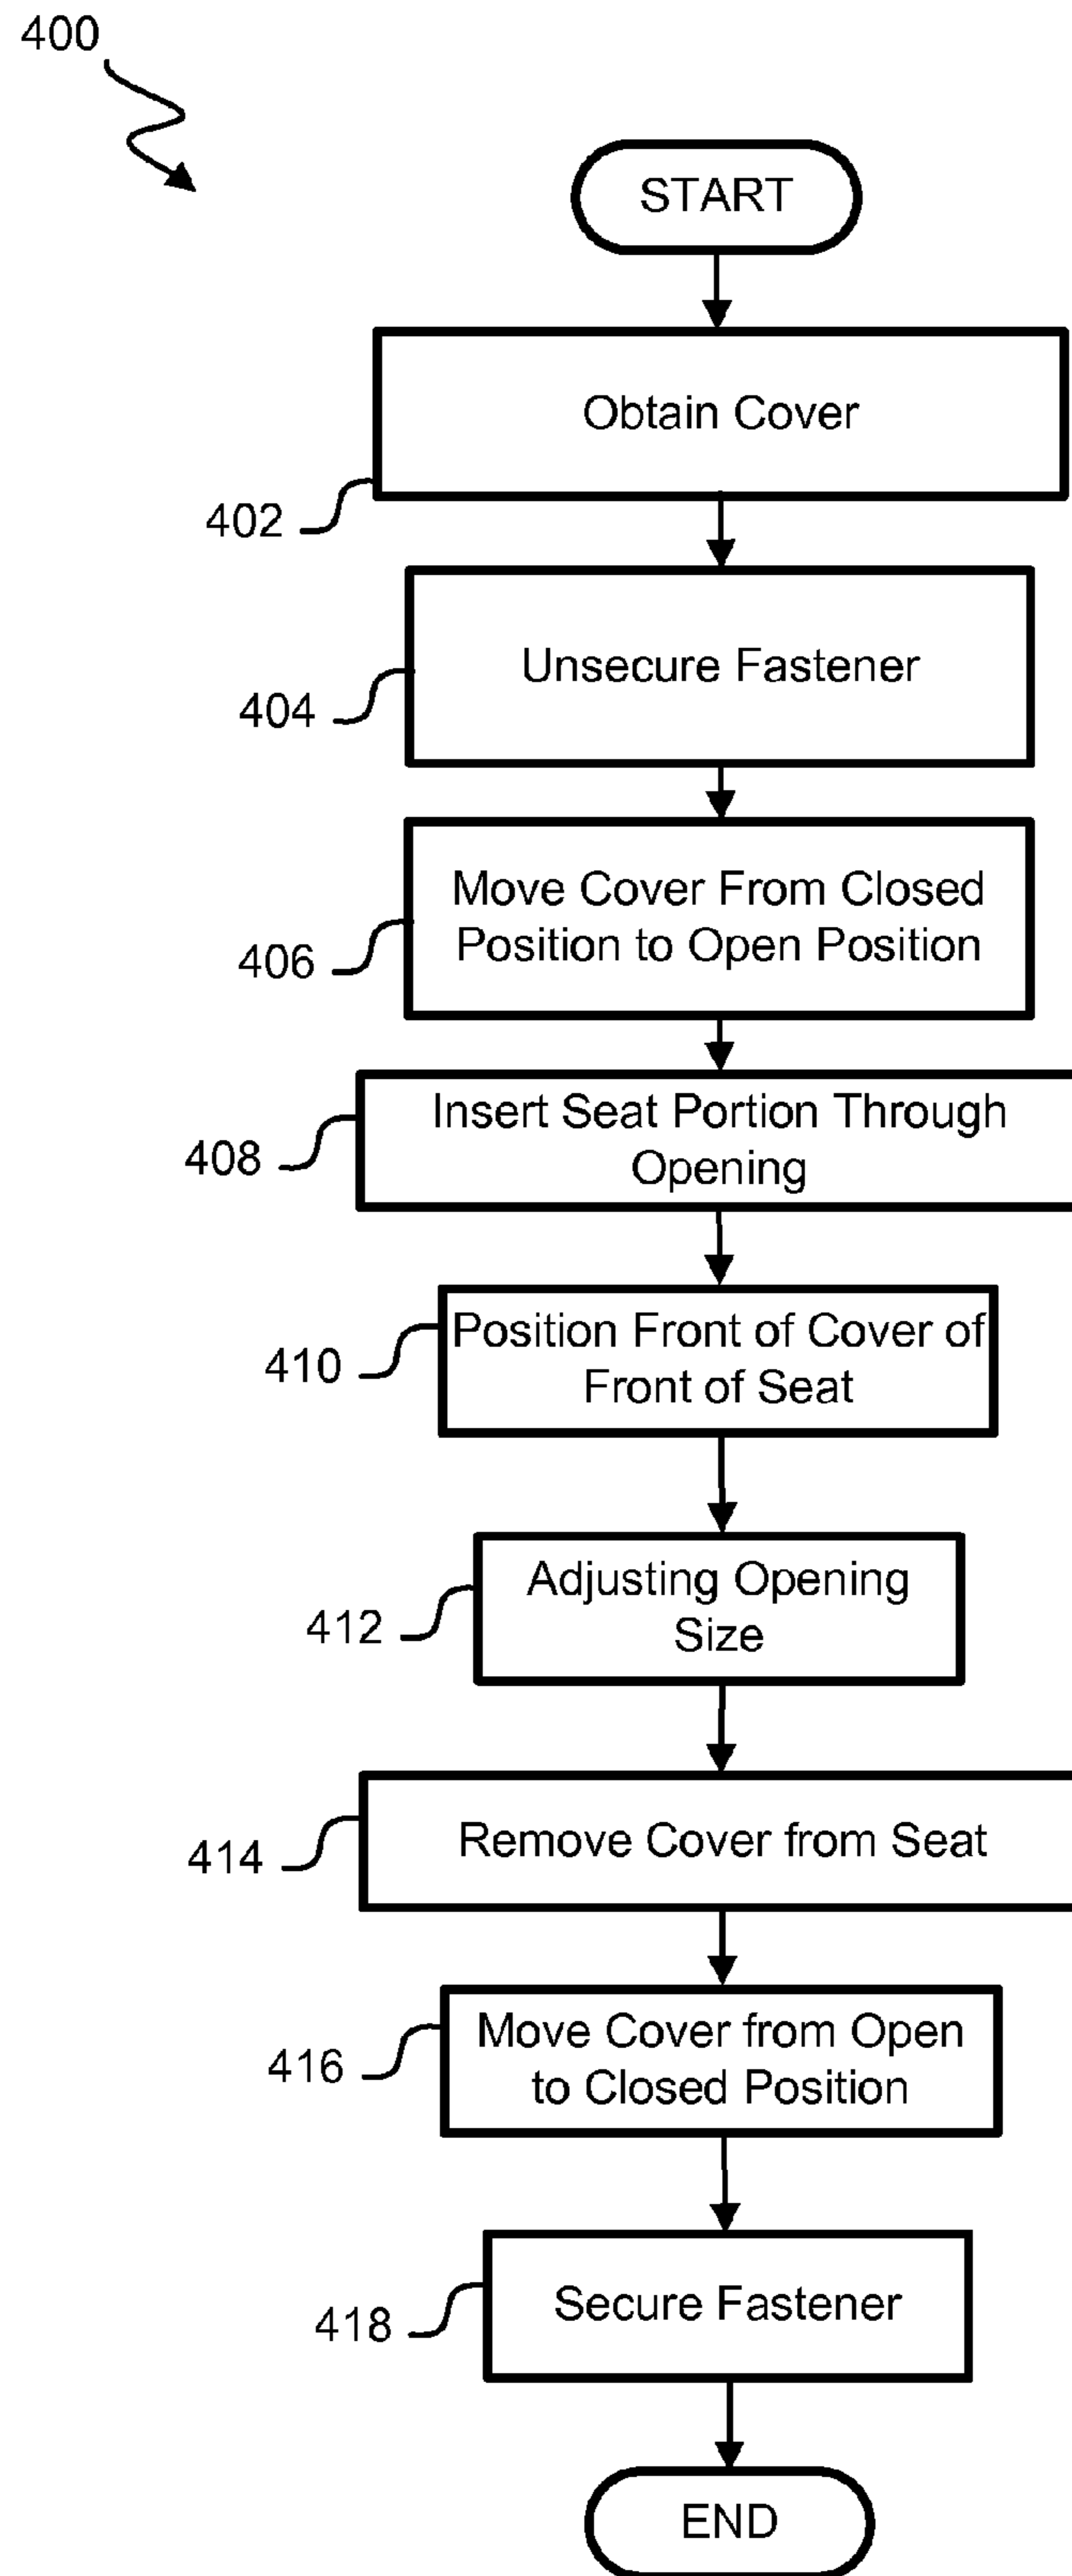 400
START
Obtain Cover
402
Unsecure Fastener
404
Move Cover From Closed
Position to Open Position
406
Insert Seat Portion Through
Opening
408
Position Front of Cover of
Front of Seat
410
Adjusting Opening
Size
412
Remove Cover from Seat
414
Move Cover from Open
to Closed Position
416
Secure Fastener
418
END